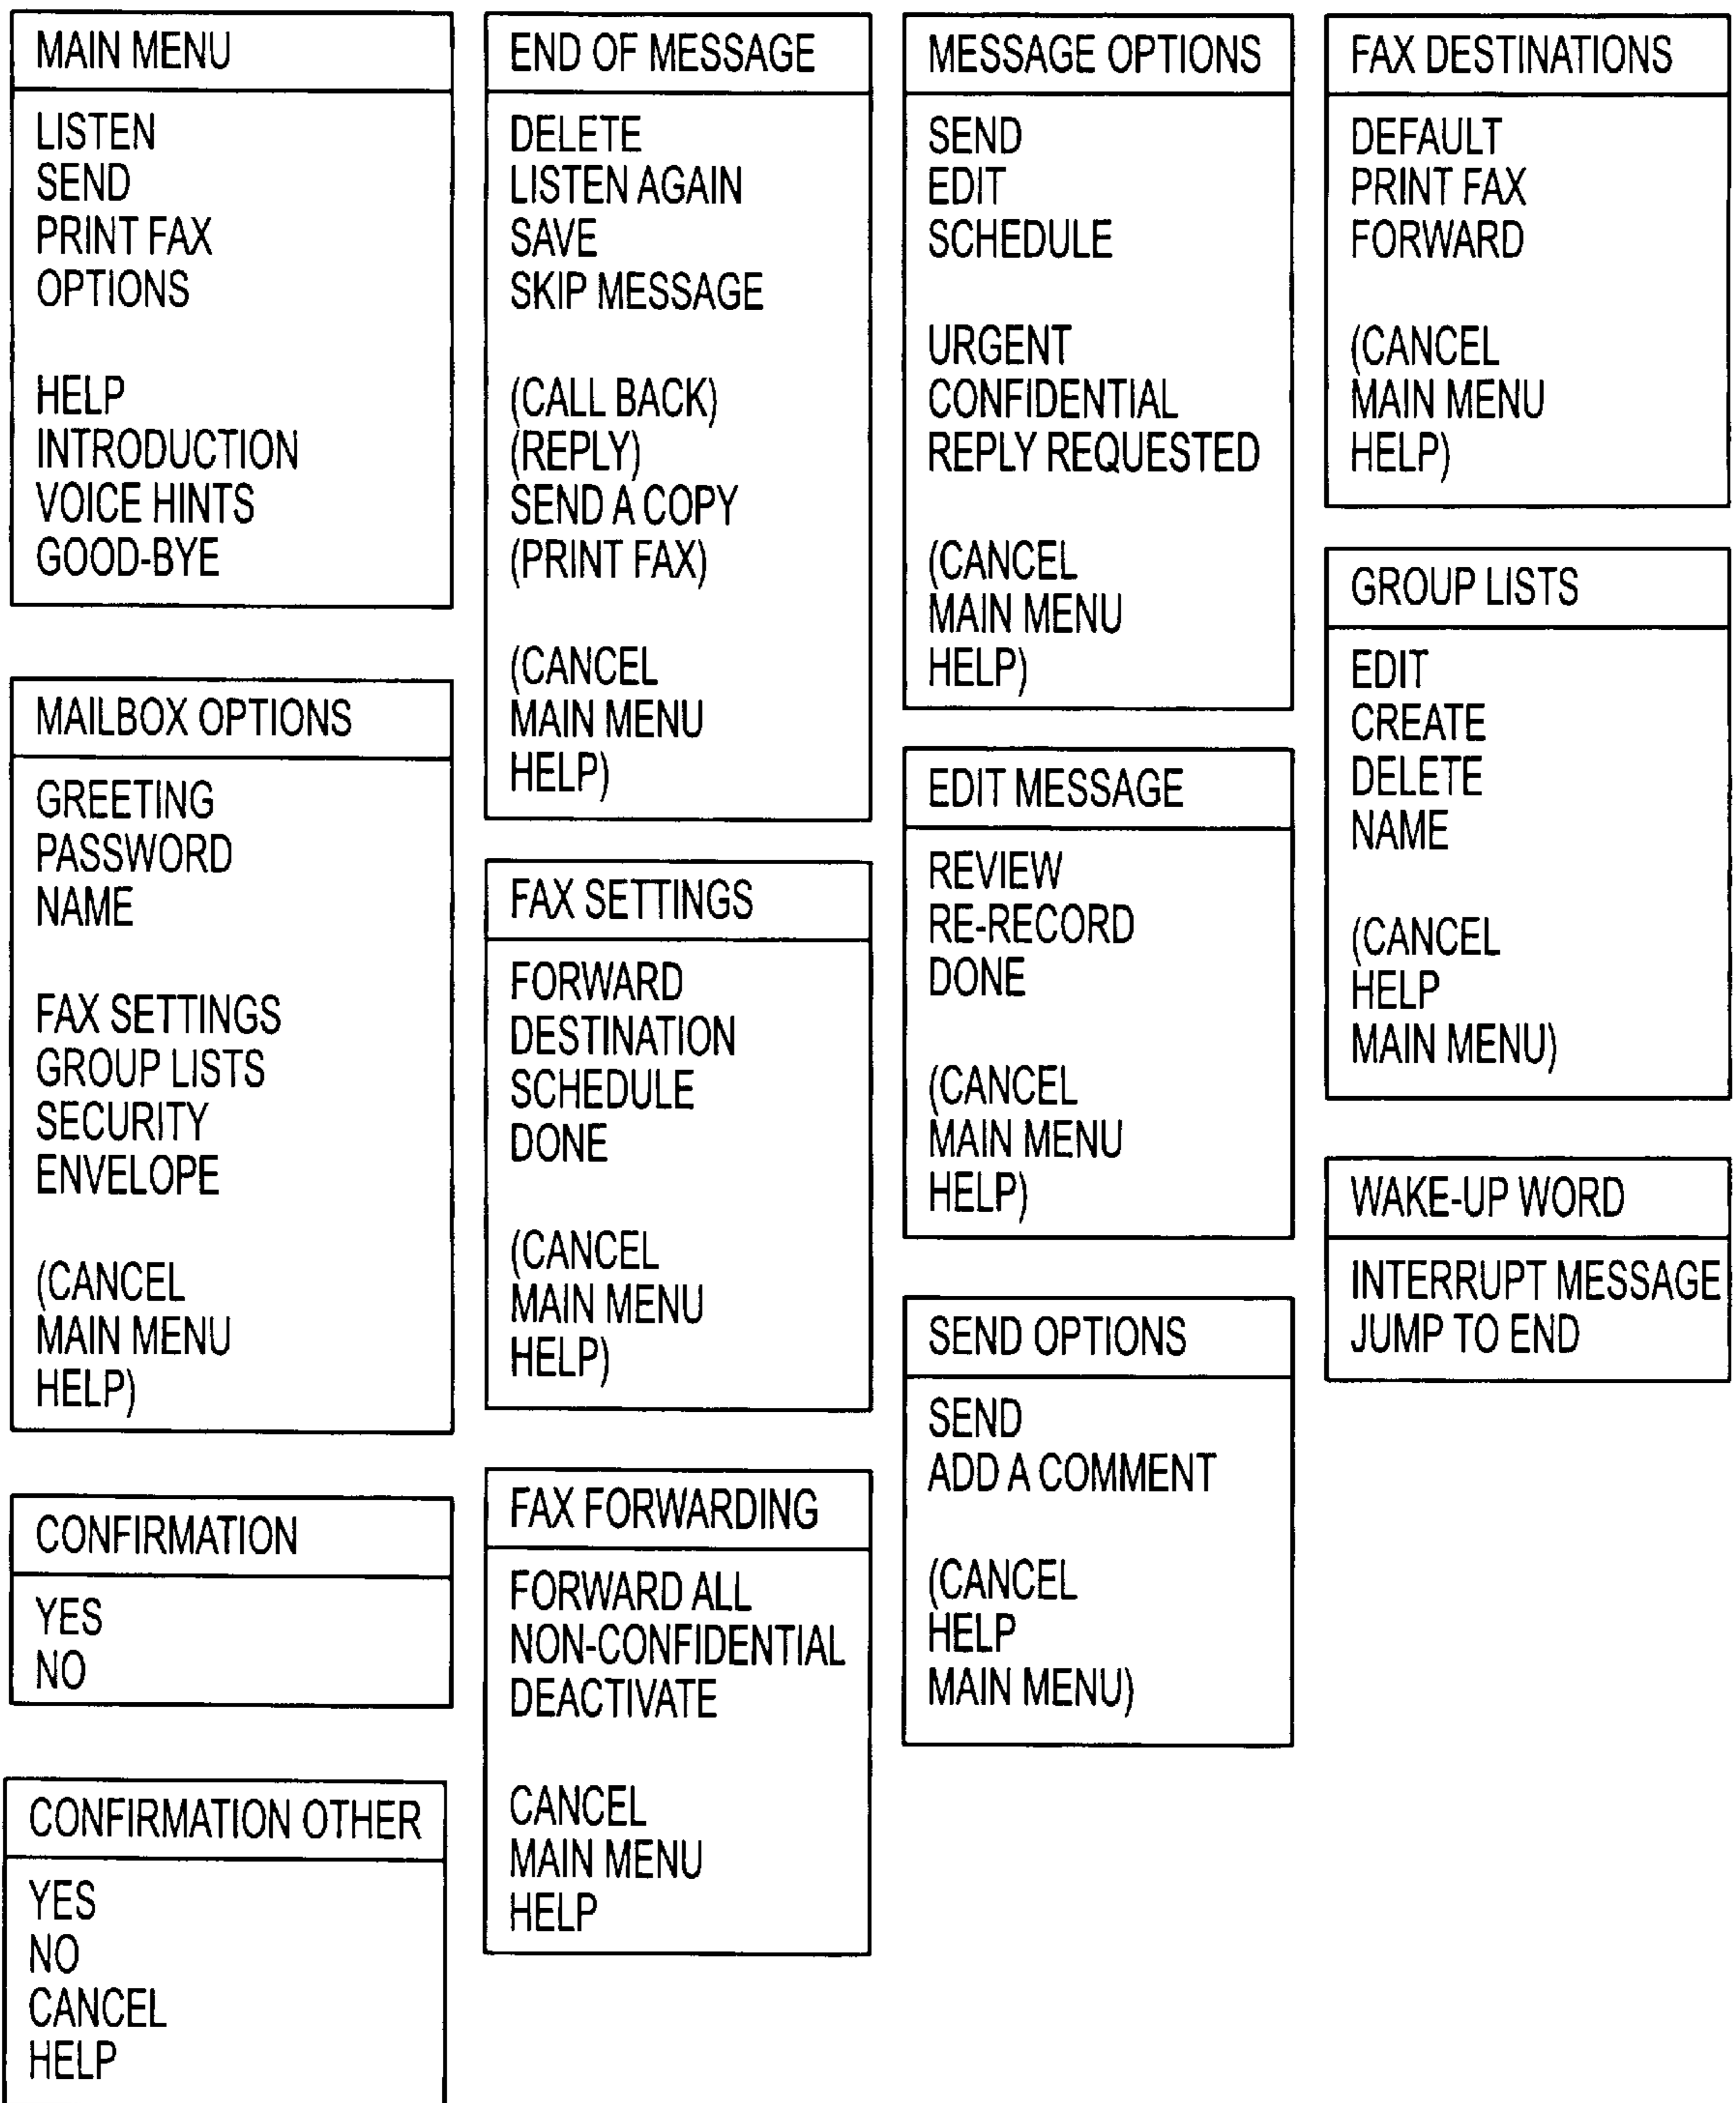 MAIN MENU
LISTEN
SEND
PRINT FAX
OPTIONS
HELP
INTRODUCTION
VOICE HINTS
GOOD-BYE
MAILBOX OPTIONS
GREETING
PASSWORD
NAME
FAX SETTINGS
GROUP LISTS
SECURITY
ENVELOPE
(CANCEL
MAIN MENU
HELP)
CONFIRMATION
YES
NO
CONFIRMATION OTHER
YES
NO
CANCEL
HELP
END OF MESSAGE
DELETE
LISTEN AGAIN
SAVE
SKIP MESSAGE
(CALL BACK)
(REPLY)
SEND A COPY
(PRINT FAX)
(CANCEL
MAIN MENU
HELP)
FAX SETTINGS
FORWARD
DESTINATION
SCHEDULE
DONE
(CANCEL
MAIN MENU
HELP)
FAX FORWARDING
FORWARD ALL
NON-CONFIDENTIAL
DEACTIVATE
CANCEL
MAIN MENU
HELP
MESSAGE OPTIONS
SEND
EDIT
SCHEDULE
URGENT
CONFIDENTIAL
REPLY REQUESTED
(CANCEL
MAIN MENU
HELP)
EDIT MESSAGE
REVIEW
RE-RECORD
DONE
(CANCEL
MAIN MENU
HELP)
SEND OPTIONS
SEND
ADD A COMMENT
(CANCEL
HELP
MAIN MENU)
FAX DESTINATIONS
DEFAULT
PRINT FAX
FORWARD
(CANCEL
MAIN MENU
HELP)
GROUP LISTS
EDIT
CREATE
DELETE
NAME
(CANCEL
HELP
MAIN MENU)
WAKE-UP WORD
INTERRUPT MESSAGE
JUMP TO END